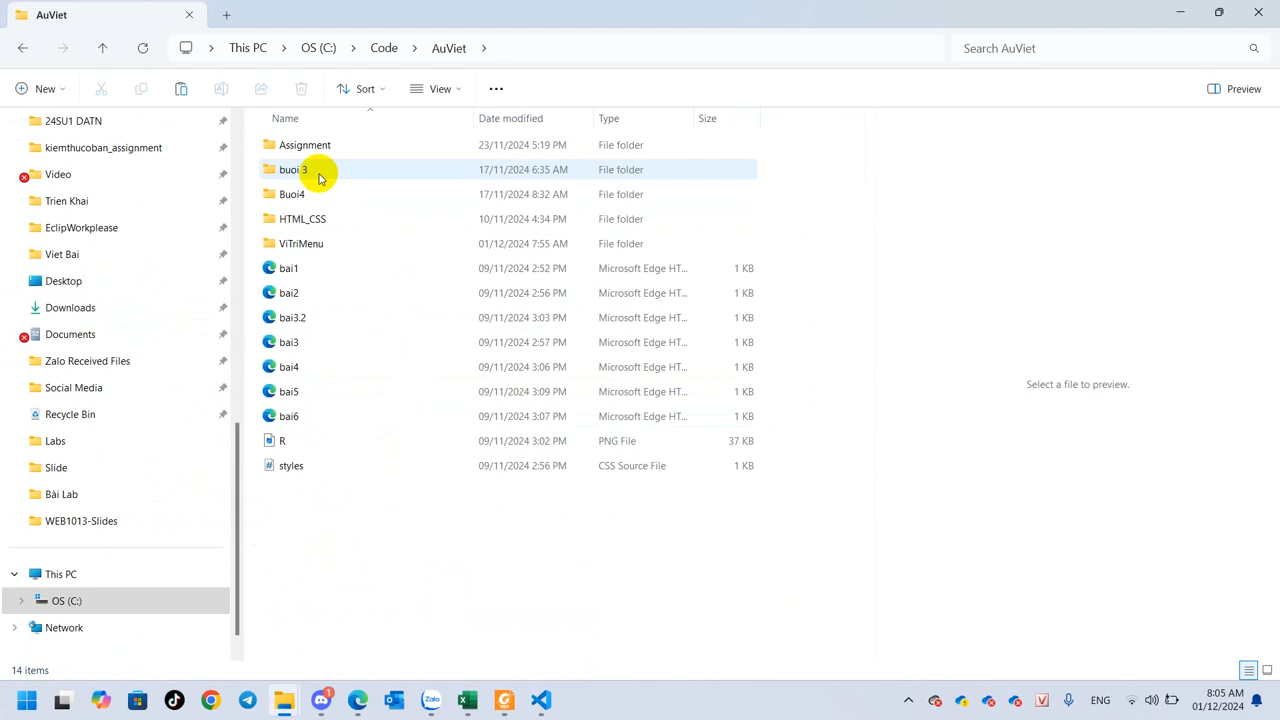 AuViet
This PC > OS (C:) > Code > AuViet >
Search AuViet
New
Sort
View
Preview
Name
Date modified
Type
Size
24SU1 DATN
kiemthucoban_assignment
Video
Trien Khai
EclipWorkplease
Viet Bai
Desktop
Downloads
Documents
Zalo Received Files
Social Media
Recycle Bin
Labs
Slide
Bài Lab
WEB1013-Slides
This PC
OS (C:)
Network
Assignment 23/11/2024 5:19 PM File folder
buoi 3 17/11/2024 6:35 AM File folder
Buoi4 17/11/2024 8:32 AM File folder
HTML_CSS 10/11/2024 4:34 PM File folder
ViTriMenu 01/12/2024 7:55 AM File folder
bai1 09/11/2024 2:52 PM Microsoft Edge HT... 1 KB
bai2 09/11/2024 2:56 PM Microsoft Edge HT... 1 KB
bai3.2 09/11/2024 3:03 PM Microsoft Edge HT... 1 KB
bai3 09/11/2024 2:57 PM Microsoft Edge HT... 1 KB
bai4 09/11/2024 3:06 PM Microsoft Edge HT... 1 KB
bai5 09/11/2024 3:09 PM Microsoft Edge HT... 1 KB
bai6 09/11/2024 3:07 PM Microsoft Edge HT... 1 KB
R 09/11/2024 3:02 PM PNG File 37 KB
styles 09/11/2024 2:56 PM CSS Source File 1 KB
Select a file to preview.
14 items
1
Zalo
V
ENG
8:05 AM
01/12/2024